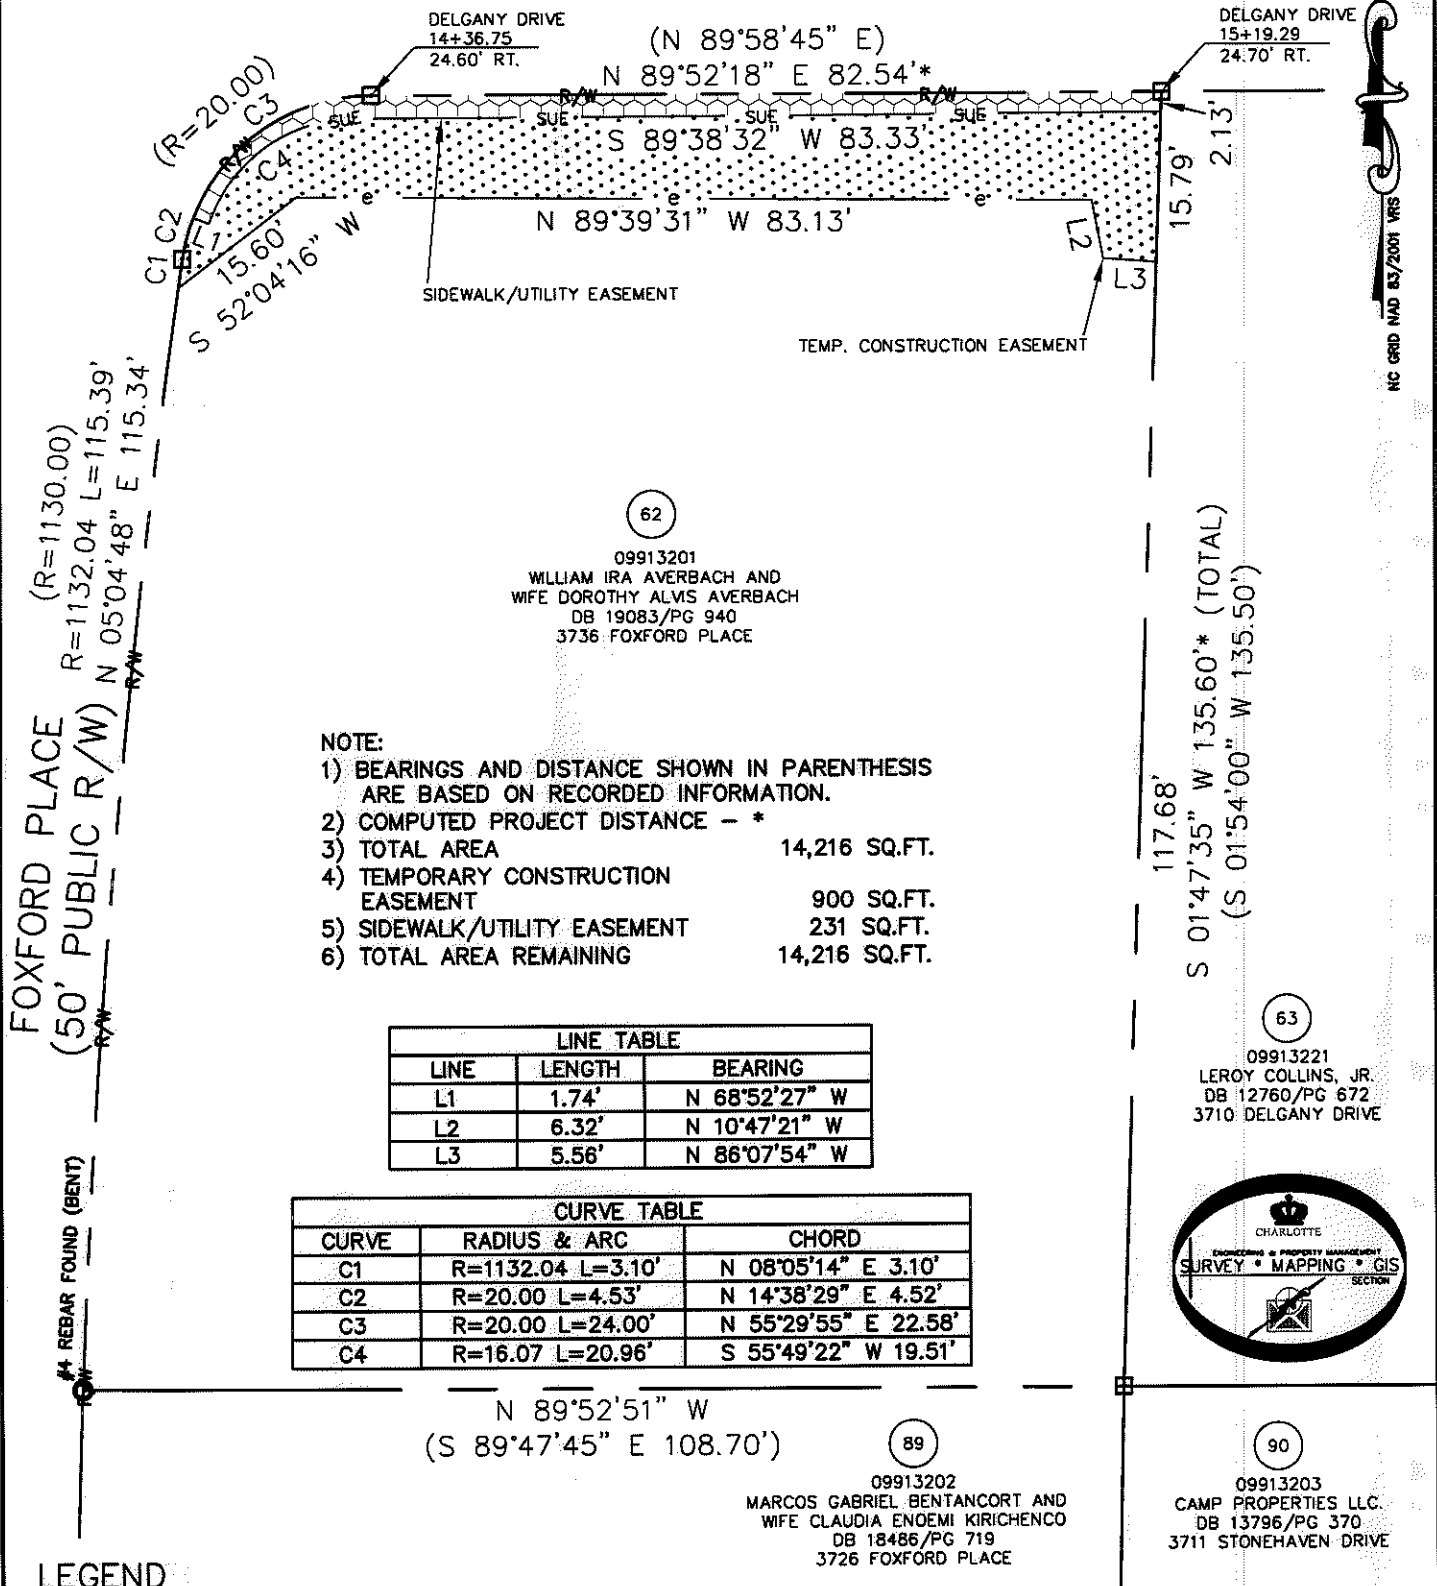 DELGANY DRIVE
14+36.75
24.60' RT.
(N 89°58'45" E)
N 89°52'18" E 82.54'*
DELGANY DRIVE
15+19.29
24.70' RT.
(R=20.00)
C3
R/W
C4
R/W
R/W
SUE
SUE
SUE
SUE
S 89°38'32" W 83.33'
2.13'
15.79'
e
e
e
N 89°39'31" W 83.13'
C1 C2
L1
15.60'
S 52°04'16" W
L2
L3
SIDEWALK/UTILITY EASEMENT
TEMP. CONSTRUCTION EASEMENT
NC GRID NAD 83/2001 VRS
(R=1130.00)
R=1132.04 L=115.39'
N 05°04'48" E 115.34'
R/W
FOXFORD PLACE
(50' PUBLIC R/W)
R/W
62
09913201
WILLIAM IRA AVERBACH AND
WIFE DOROTHY ALVIS AVERBACH
DB 19083/PG 940
3736 FOXFORD PLACE
117.68'
S 01°47'35" W 135.60'* (TOTAL)
(S 01°54'00" W 135.50')
NOTE:
1) BEARINGS AND DISTANCE SHOWN IN PARENTHESIS
ARE BASED ON RECORDED INFORMATION.
2) COMPUTED PROJECT DISTANCE - *
3) TOTAL AREA 14,216 SQ.FT.
4) TEMPORARY CONSTRUCTION
EASEMENT 900 SQ.FT.
5) SIDEWALK/UTILITY EASEMENT 231 SQ.FT.
6) TOTAL AREA REMAINING 14,216 SQ.FT.
LINE TABLE
LINE LENGTH BEARING
L1 1.74' N 68°52'27" W
L2 6.32' N 10°47'21" W
L3 5.56' N 86°07'54" W
63
09913221
LEROY COLLINS, JR.
DB 12760/PG 672
3710 DELGANY DRIVE
CURVE TABLE
CURVE RADIUS & ARC CHORD
C1 R=1132.04 L=3.10' N 08°05'14" E 3.10'
C2 R=20.00 L=4.53' N 14°38'29" E 4.52'
C3 R=20.00 L=24.00' N 55°29'55" E 22.58'
C4 R=16.07 L=20.96' S 55°49'22" W 19.51'
CHARLOTTE
ENGINEERING & PROPERTY MANAGEMENT
SURVEY * MAPPING * GIS
SECTION
#4 REBAR FOUND (BENT)
N 89°52'51" W
(S 89°47'45" E 108.70')
89
09913202
MARCOS GABRIEL BENTANCORT AND
WIFE CLAUDIA ENOEMI KIRICHENCO
DB 18486/PG 719
3726 FOXFORD PLACE
90
09913203
CAMP PROPERTIES LLC.
DB 13796/PG 370
3711 STONEHAVEN DRIVE
LEGEND